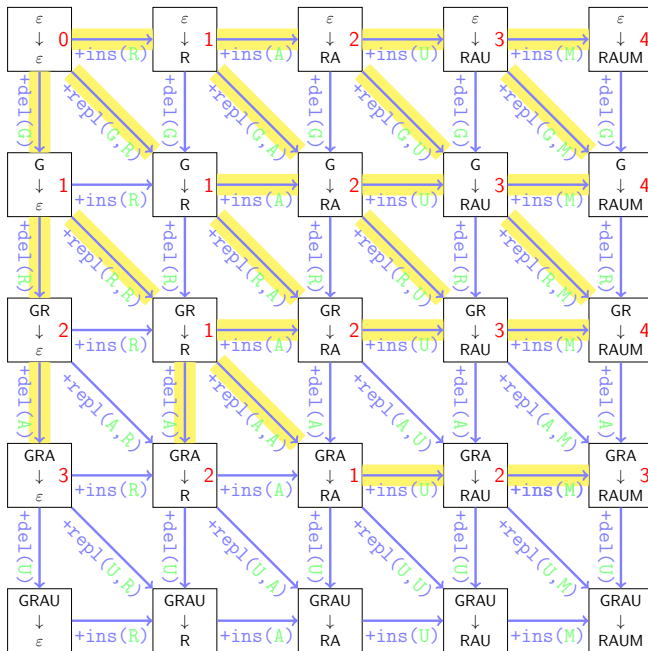 ε ε ε ε ε
↓ 0 ↓ 1 ↓ 2 ↓ 3 ↓ 4
ε +ins(R) R +ins(A) RA +ins(U) RAU +ins(M) RAUM
+del(G) +repl(G,R) +del(G) +repl(G,A) +del(G) +repl(G,U) +del(G) +repl(G,M) +del(G)
G G G G G
↓ 1 ↓ 1 ↓ 2 ↓ 3 ↓ 4
ε +ins(R) R +ins(A) RA +ins(U) RAU +ins(M) RAUM
+del(R) +repl(R,R) +del(R) +repl(R,A) +del(R) +repl(R,U) +del(R) +repl(R,M) +del(R)
GR GR GR GR GR
↓ 2 ↓ 1 ↓ 2 ↓ 3 ↓ 4
ε +ins(R) R +ins(A) RA +ins(U) RAU +ins(M) RAUM
+del(A) +repl(A,R) +del(A) +repl(A,A) +del(A) +repl(A,U) +del(A) +repl(A,M) +del(A)
GRA GRA GRA GRA GRA
↓ 3 ↓ 2 ↓ 1 ↓ 2 ↓ 3
ε +ins(R) R +ins(A) RA +ins(U) RAU +ins(M) RAUM
+del(U) +repl(U,R) +del(U) +repl(U,A) +del(U) +repl(U,U) +del(U) +repl(U,M) +del(U)
GRAU GRAU GRAU GRAU GRAU
↓ ↓ ↓ ↓ ↓
ε +ins(R) R +ins(A) RA +ins(U) RAU +ins(M) RAUM